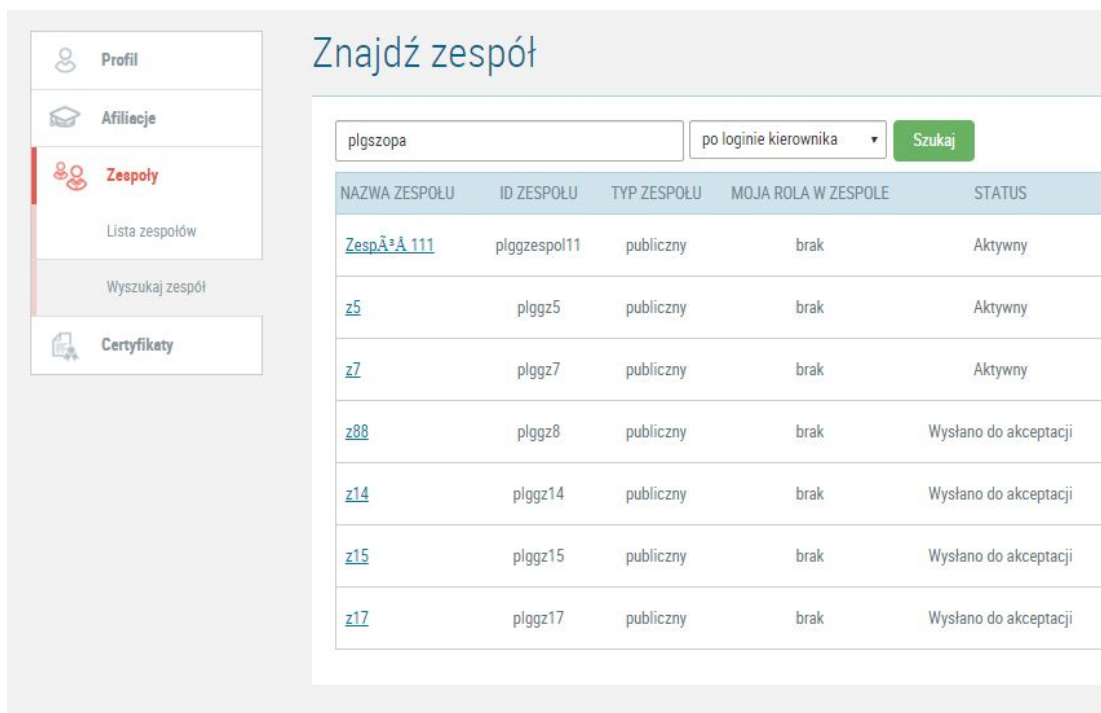 Profil
Afiliacje
Zespoły
Lista zespołów
Wyszukaj zespół
Certyfikaty
Znajdź zespół
plgszopa po loginie kierownika Szukaj
NAZWA ZESPOŁU ID ZESPOŁU TYP ZESPOŁU MOJA ROLA W ZESPOLE STATUS
ZespÃ³Å 111 plggzespol11 publiczny brak Aktywny
z5 plggz5 publiczny brak Aktywny
z7 plggz7 publiczny brak Aktywny
z88 plggz8 publiczny brak Wysłano do akceptacji
z14 plggz14 publiczny brak Wysłano do akceptacji
z15 plggz15 publiczny brak Wysłano do akceptacji
z17 plggz17 publiczny brak Wysłano do akceptacji